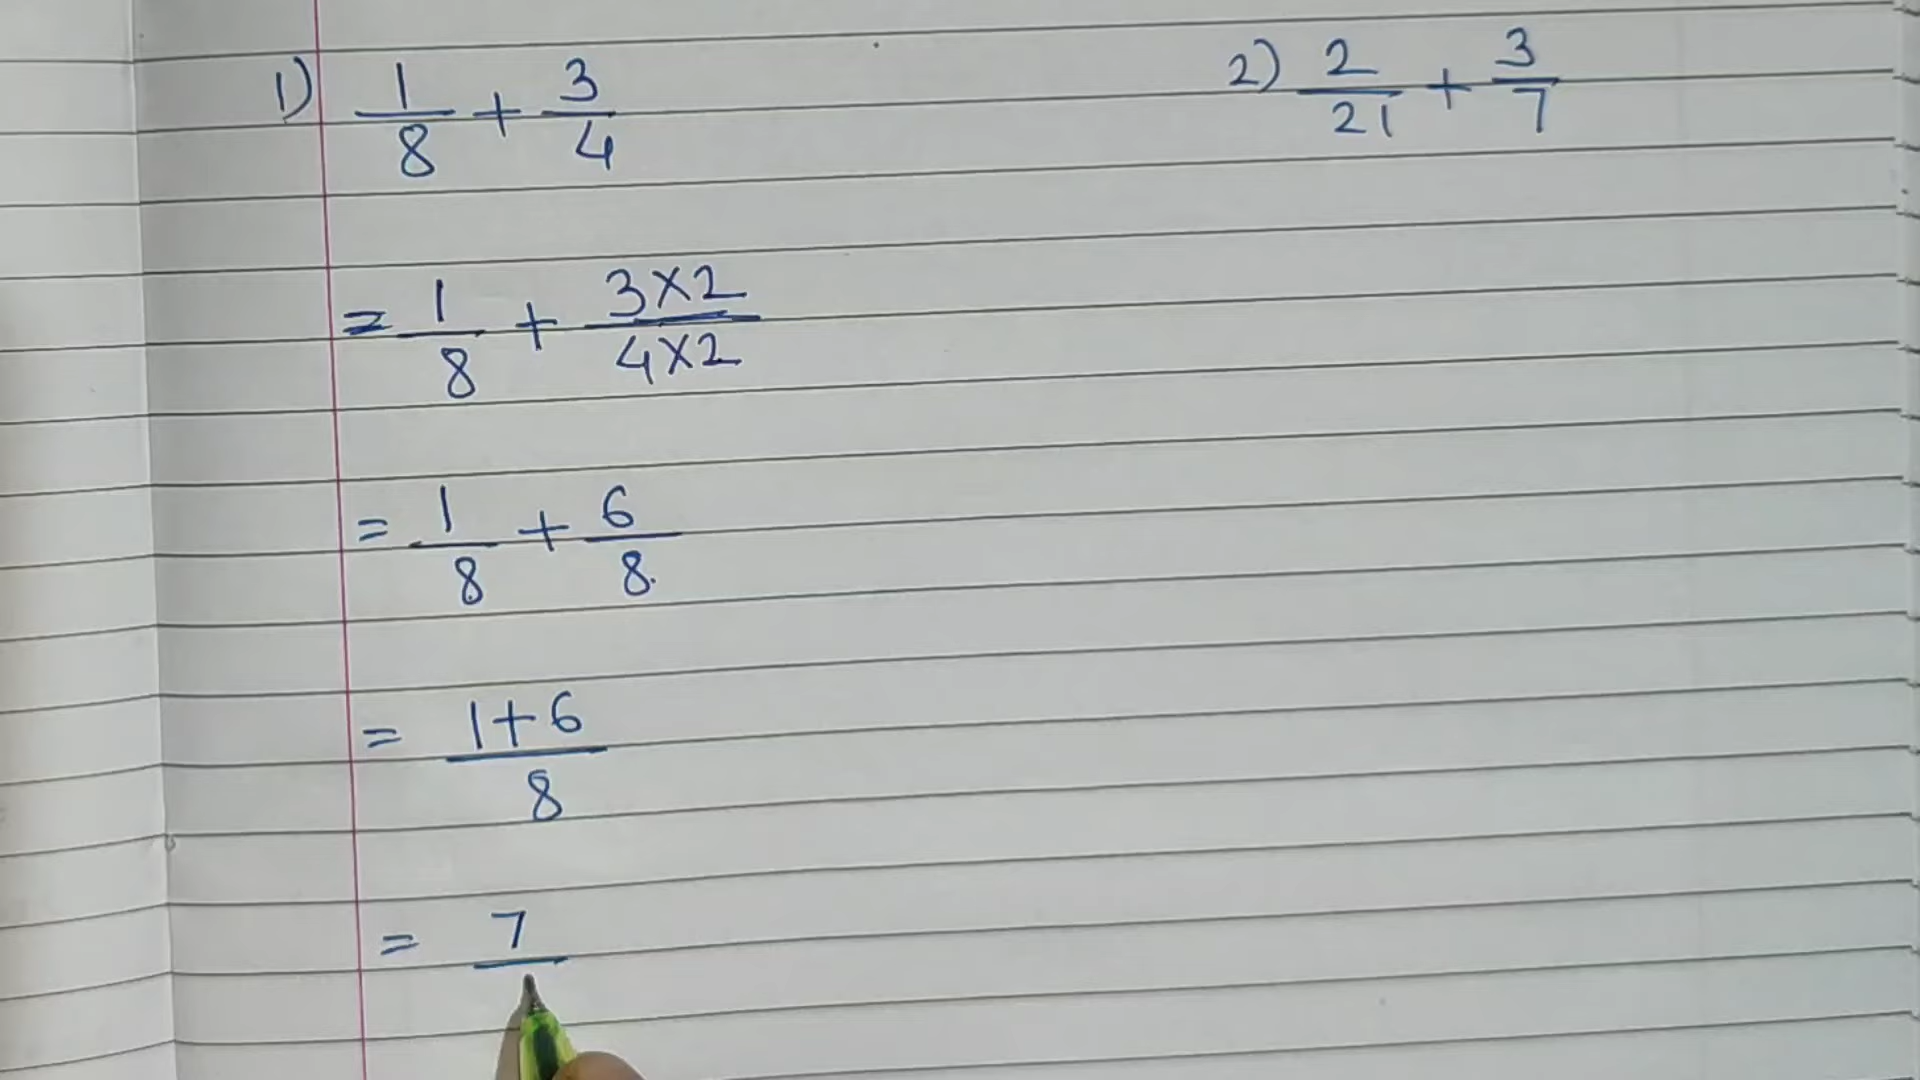 1) 1/8 + 3/4
= 1/8 + 3×2/4×2
= 1/8 + 6/8
= 1+6/8
= 7/
2) 2/21 + 3/7